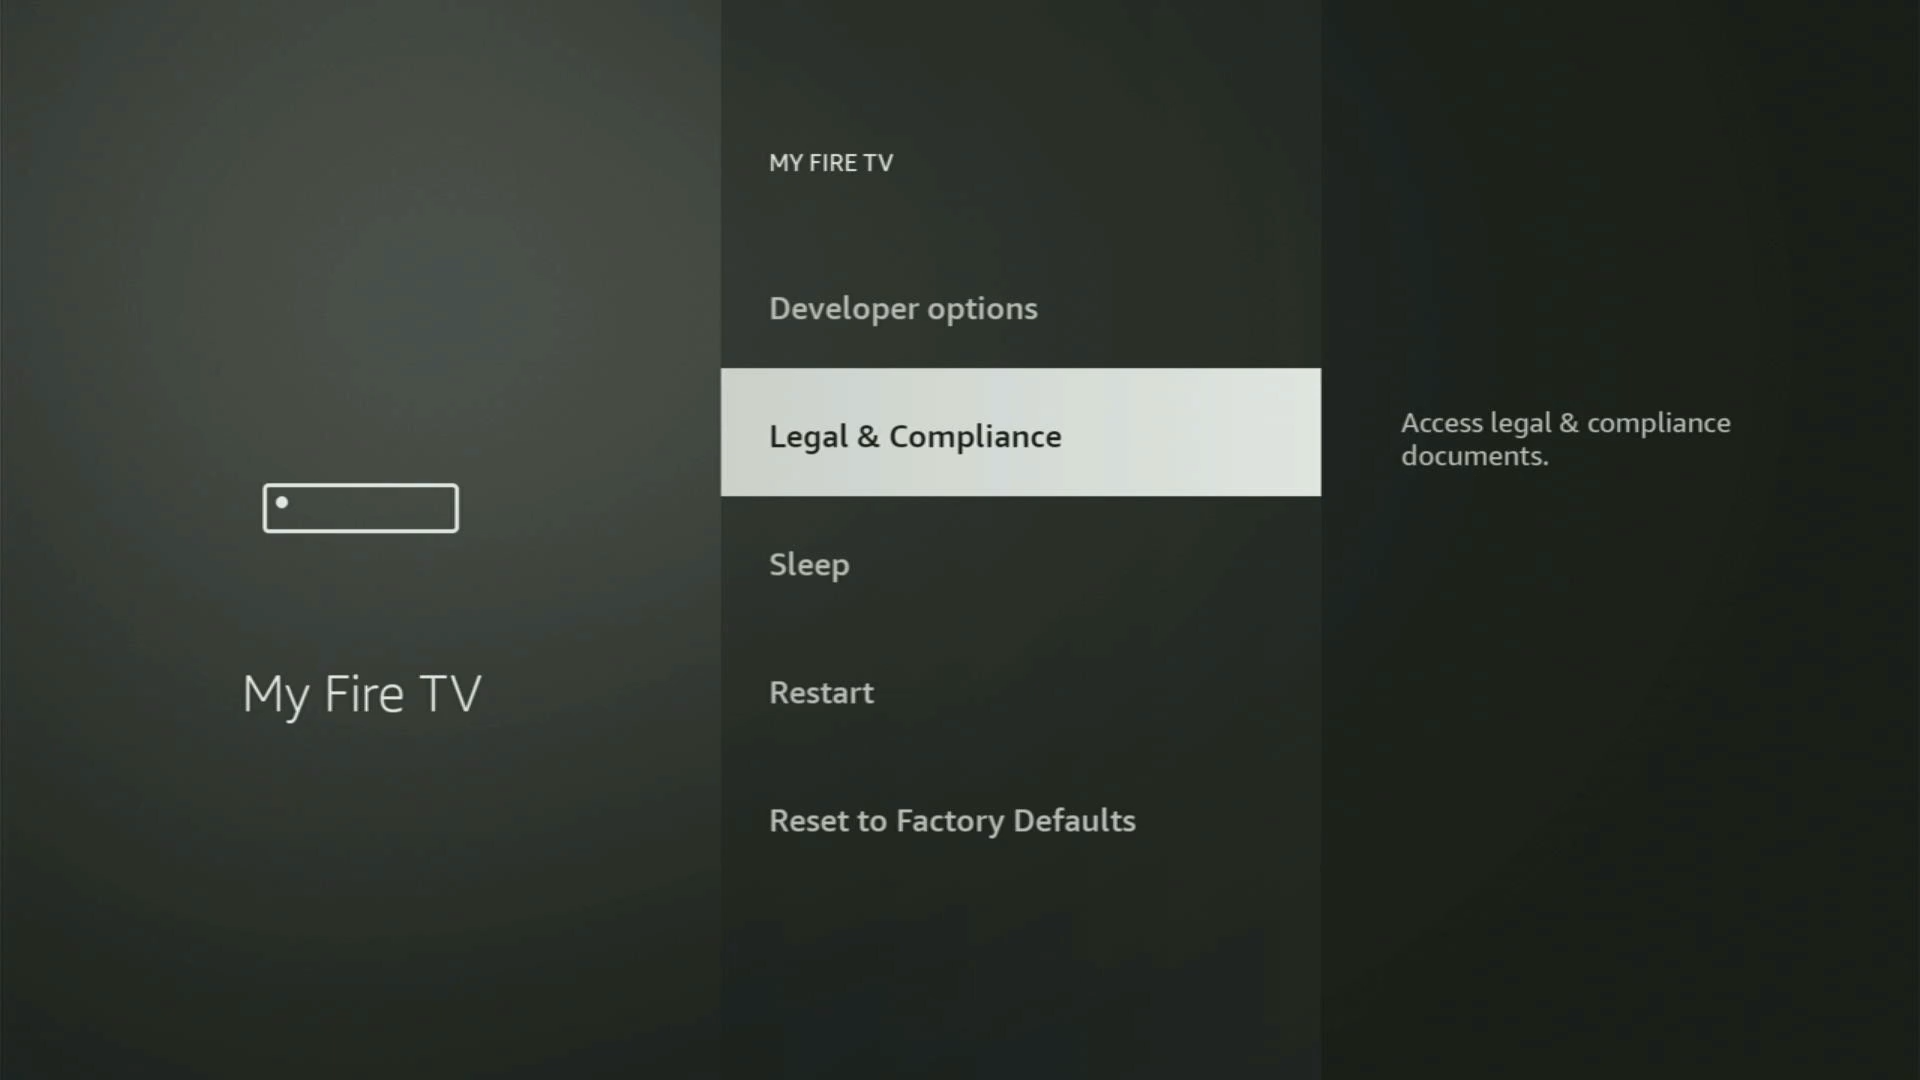 MY FIRE TV
Developer options
Legal & Compliance
Access legal & compliance
documents.
Sleep
Restart
My Fire TV
Reset to Factory Defaults